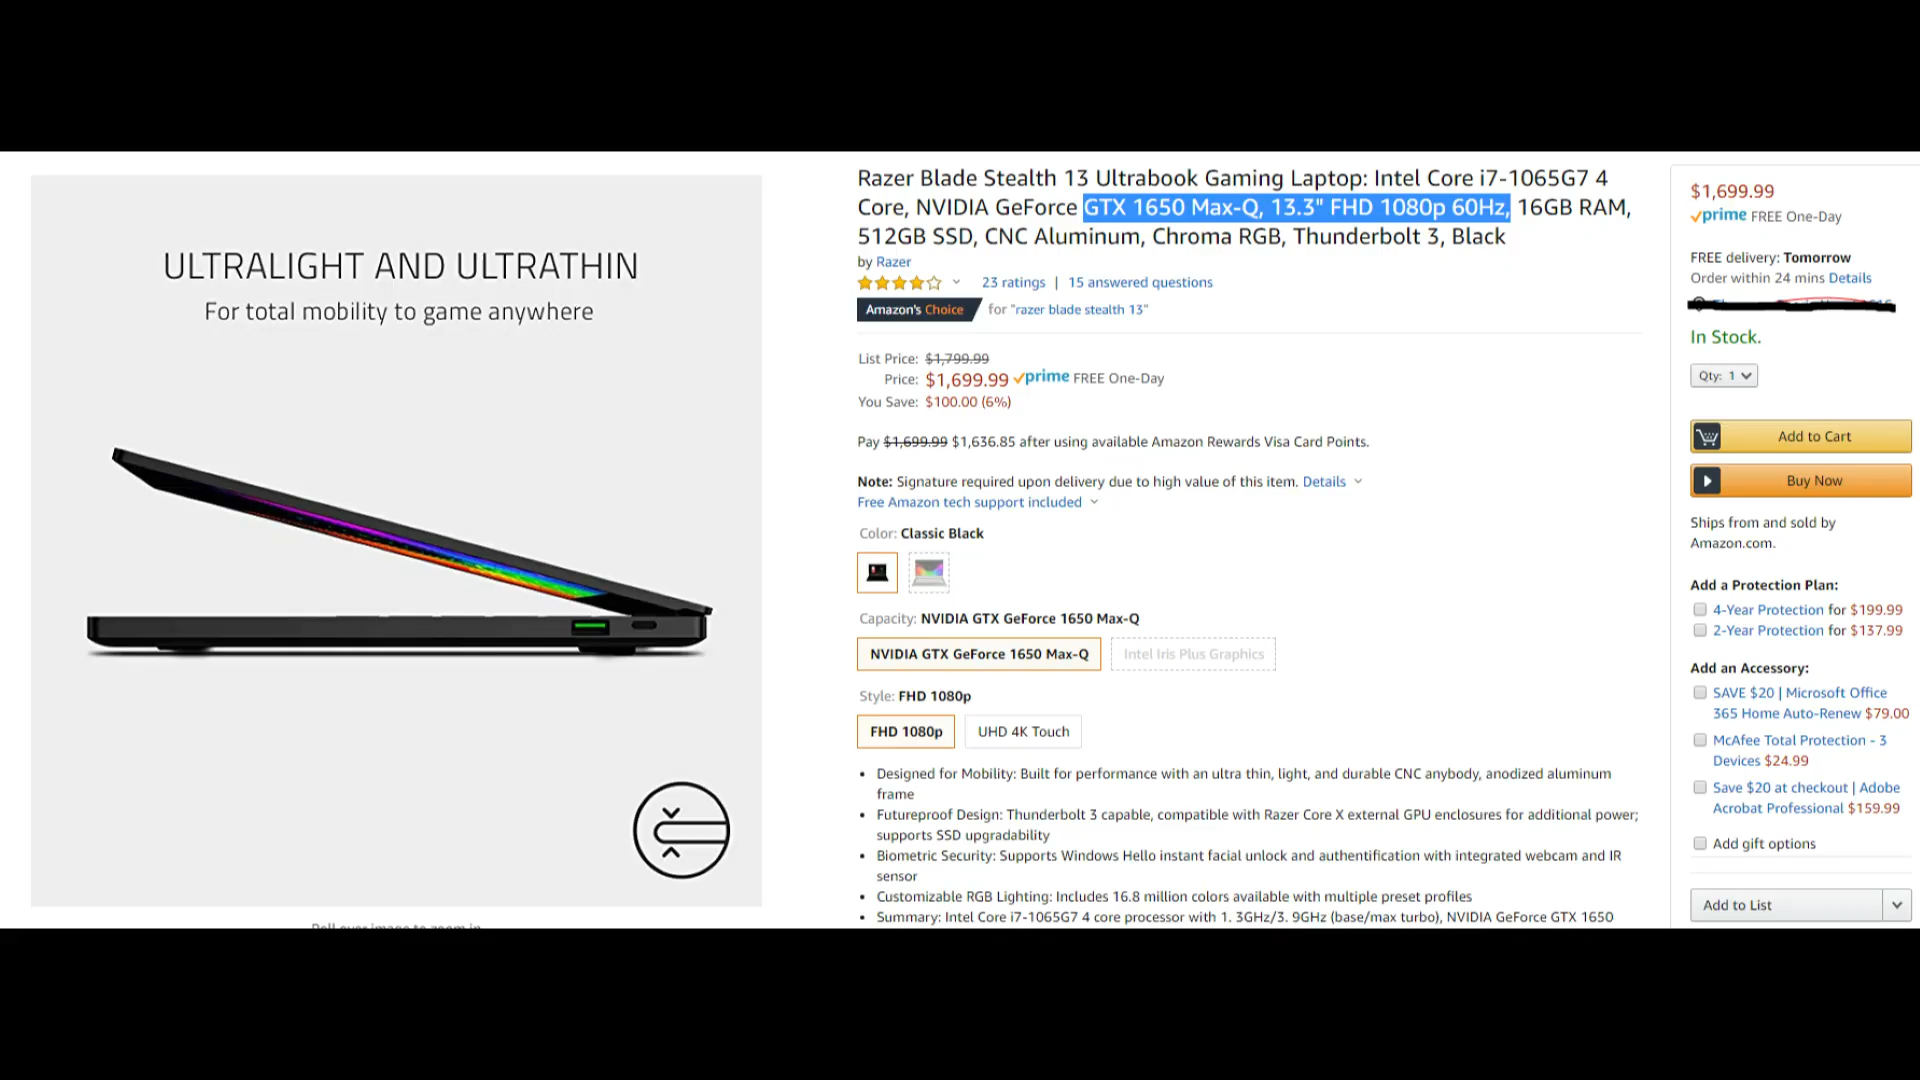 ULTRALIGHT AND ULTRATHIN
For total mobility to game anywhere
Razer Blade Stealth 13 Ultrabook Gaming Laptop: Intel Core i7-1065G7 4
Core, NVIDIA GeForce GTX 1650 Max-Q, 13.3" FHD 1080p 60Hz, 16GB RAM,
512GB SSD, CNC Aluminum, Chroma RGB, Thunderbolt 3, Black
by Razer
23 ratings | 15 answered questions
Amazon's Choice for "razer blade stealth 13"
List Price: $1,799.99
Price: $1,699.99 prime FREE One-Day
You Save: $100.00 (6%)
Pay $1,699.99 $1,636.85 after using available Amazon Rewards Visa Card Points.
Note: Signature required upon delivery due to high value of this item. Details
Free Amazon tech support included
Color: Classic Black
Capacity: NVIDIA GTX GeForce 1650 Max-Q
NVIDIA GTX GeForce 1650 Max-Q Intel Iris Plus Graphics
Style: FHD 1080p
FHD 1080p UHD 4K Touch
• Designed for Mobility: Built for performance with an ultra thin, light, and durable CNC anybody, anodized aluminum
frame
• Futureproof Design: Thunderbolt 3 capable, compatible with Razer Core X external GPU enclosures for additional power;
supports SSD upgradability
• Biometric Security: Supports Windows Hello instant facial unlock and authentification with integrated webcam and IR
sensor
• Customizable RGB Lighting: Includes 16.8 million colors available with multiple preset profiles
• Summary: Intel Core i7-1065G7 4 core processor with 1. 3GHz/3. 9GHz (base/max turbo), NVIDIA GeForce GTX 1650
$1,699.99
prime FREE One-Day
FREE delivery: Tomorrow
Order within 24 mins Details
In Stock.
Qty: 1
Add to Cart
Buy Now
Ships from and sold by
Amazon.com.
Add a Protection Plan:
4-Year Protection for $199.99
2-Year Protection for $137.99
Add an Accessory:
SAVE $20 | Microsoft Office
365 Home Auto-Renew $79.00
McAfee Total Protection - 3
Devices $24.99
Save $20 at checkout | Adobe
Acrobat Professional $159.99
Add gift options
Add to List